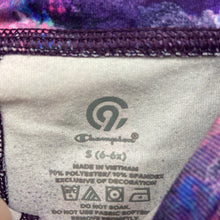 C9
Champion
S (6-6x)
MADE IN VIETNAM
90% POLYESTER/ 10% SPANDEX
EXCLUSIVE OF DECORATION
DO NOT SOAK.
DO NOT USE FABRIC SOFTENER